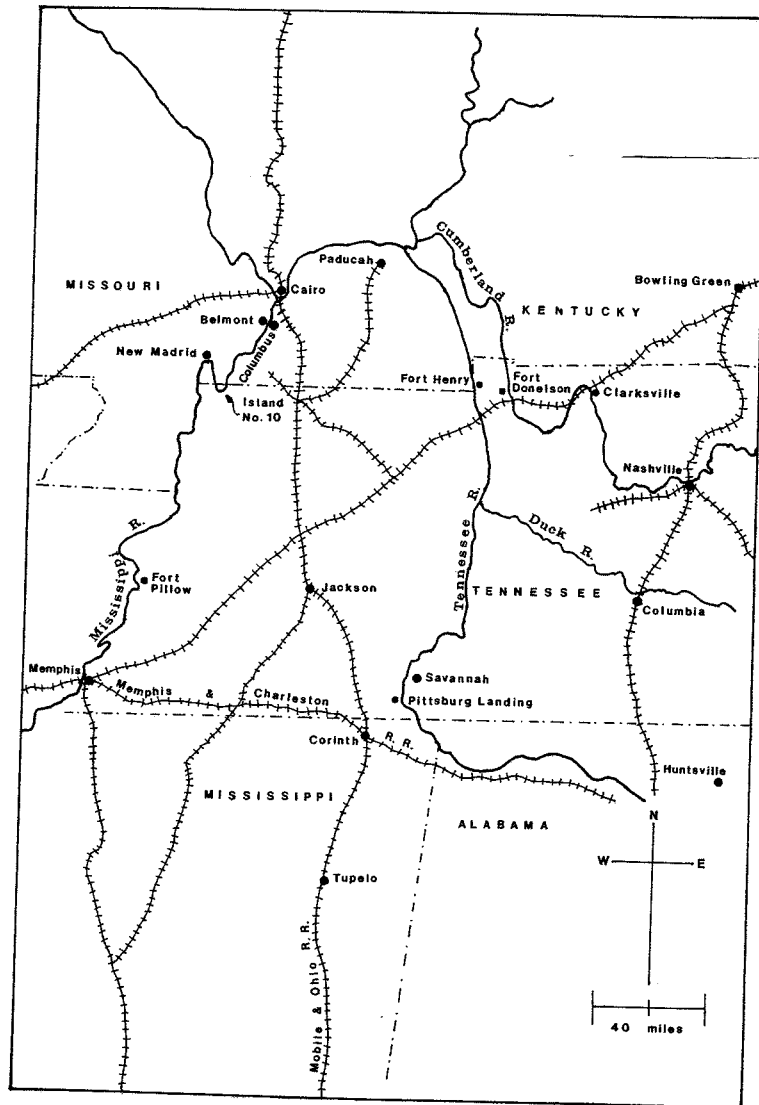 Cumberland R.
Paducah
Bowling Green
MISSOURI
Cairo
KENTUCKY
Belmont
Columbus
New Madrid
Fort Henry
Fort
Donelson
Clarksville
Island
No. 10
Nashville
Mississippi R.
Tennessee R.
Duck R.
Fort
Pillow
Jackson
TENNESSEE
Columbia
Memphis
Savannah
Memphis & Charleston R. R.
Pittsburg Landing
Corinth
Huntsville
MISSISSIPPI
ALABAMA
N
W
E
Tupelo
Mobile & Ohio R. R.
40 miles